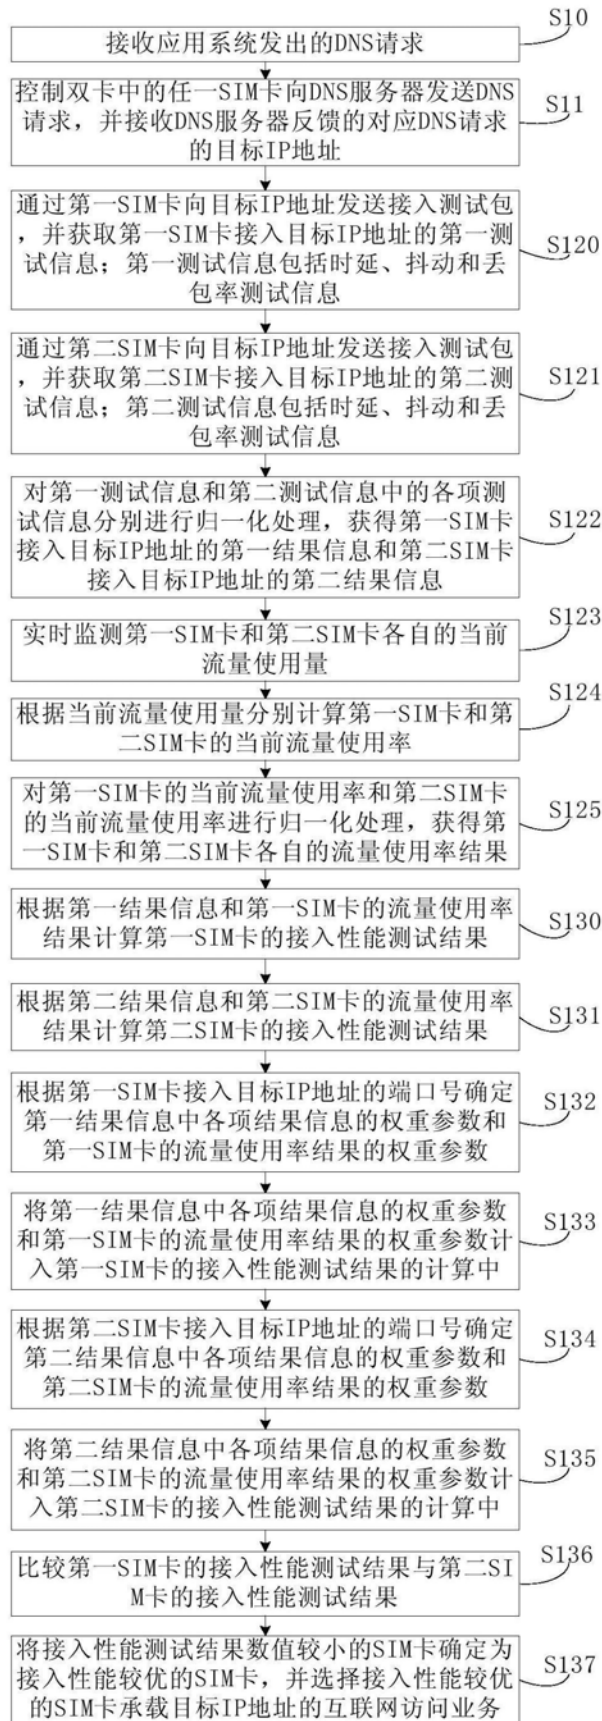 接收应用系统发出的DNS请求
S10
控制双卡中的任一SIM卡向DNS服务器发送DNS
请求，并接收DNS服务器反馈的对应DNS请求
的目标IP地址
S11
通过第一SIM卡向目标IP地址发送接入测试包
，并获取第一SIM卡接入目标IP地址的第一测
试信息；第一测试信息包括时延、抖动和丢
包率测试信息
S120
通过第二SIM卡向目标IP地址发送接入测试包
，并获取第二SIM卡接入目标IP地址的第二测
试信息；第二测试信息包括时延、抖动和丢
包率测试信息
S121
对第一测试信息和第二测试信息中的各项测
试信息分别进行归一化处理，获得第一SIM卡
接入目标IP地址的第一结果信息和第二SIM卡
接入目标IP地址的第二结果信息
S122
实时监测第一SIM卡和第二SIM卡各自的当前
流量使用量
S123
根据当前流量使用量分别计算第一SIM卡和第
二SIM卡的当前流量使用率
S124
对第一SIM卡的当前流量使用率和第二SIM卡
的当前流量使用率进行归一化处理，获得第
一SIM卡和第二SIM卡各自的流量使用率结果
S125
根据第一结果信息和第一SIM卡的流量使用率
结果计算第一SIM卡的接入性能测试结果
S130
根据第二结果信息和第二SIM卡的流量使用率
结果计算第二SIM卡的接入性能测试结果
S131
根据第一SIM卡接入目标IP地址的端口号确定
第一结果信息中各项结果信息的权重参数和
第一SIM卡的流量使用率结果的权重参数
S132
将第一结果信息中各项结果信息的权重参数
和第一SIM卡的流量使用率结果的权重参数计
入第一SIM卡的接入性能测试结果的计算中
S133
根据第二SIM卡接入目标IP地址的端口号确定
第二结果信息中各项结果信息的权重参数和
第二SIM卡的流量使用率结果的权重参数
S134
将第二结果信息中各项结果信息的权重参数
和第二SIM卡的流量使用率结果的权重参数计
入第二SIM卡的接入性能测试结果的计算中
S135
比较第一SIM卡的接入性能测试结果与第二SI
M卡的接入性能测试结果
S136
将接入性能测试结果数值较小的SIM卡确定为
接入性能较优的SIM卡，并选择接入性能较优
的SIM卡承载目标IP地址的互联网访问业务
S137